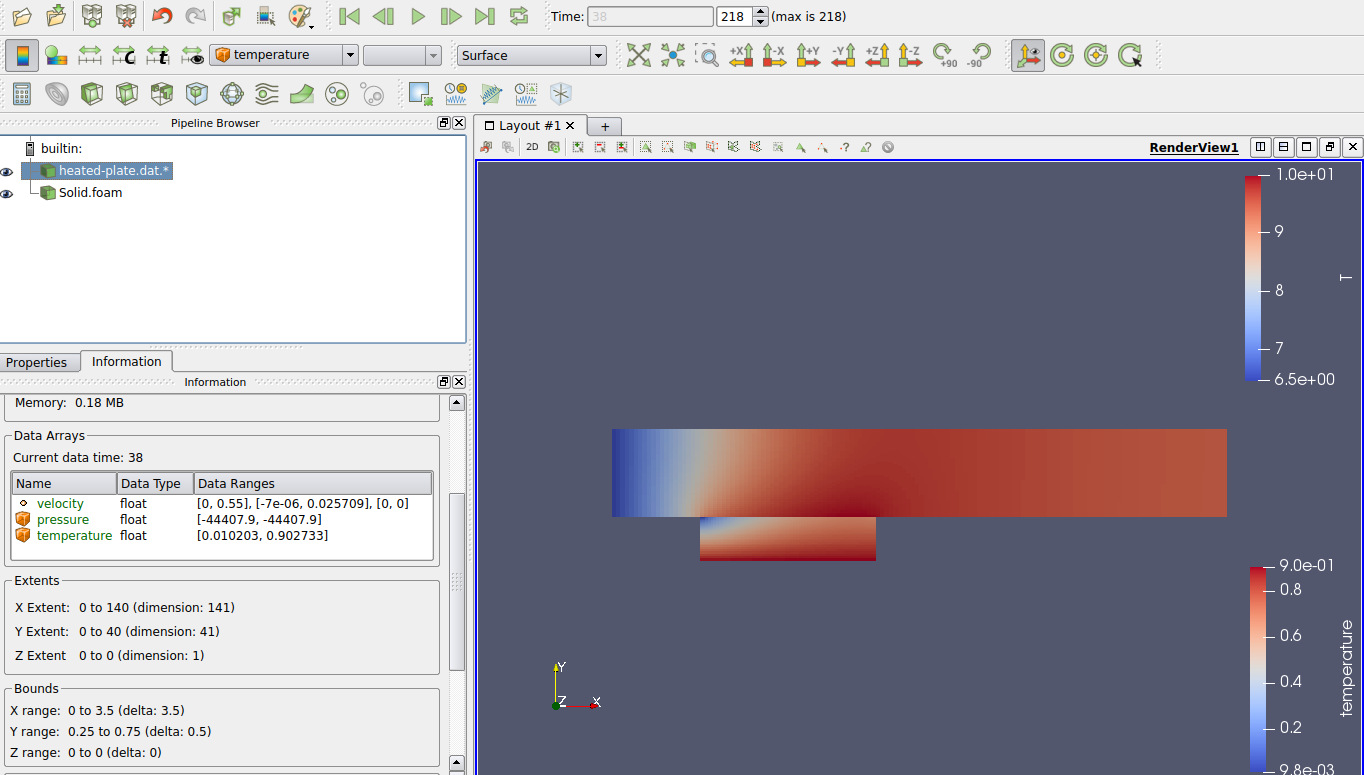 Time: 38 218 (max is 218)
+X -X +Y -Y +Z -Z +90 -90
temperature Surface
Pipeline Browser
Layout #1
builtin:
2D
RenderView1
heated-plate.dat.*
Solid.foam
1.0e+01
9
T
8
7
6.5e+00
Properties Information
Information
Memory: 0.18 MB
Data Arrays
Current data time: 38
Name Data Type Data Ranges
velocity float [0, 0.55], [-7e-06, 0.025709], [0, 0]
pressure float [-44407.9, -44407.9]
temperature float [0.010203, 0.902733]
Extents
X Extent: 0 to 140 (dimension: 141)
Y Extent: 0 to 40 (dimension: 41)
Z Extent 0 to 0 (dimension: 1)
Bounds
X range: 0 to 3.5 (delta: 3.5)
Y range: 0.25 to 0.75 (delta: 0.5)
Z range: 0 to 0 (delta: 0)
Y
Z X
9.0e-01
0.8
0.6
0.4
0.2
9.8e-03
temperature